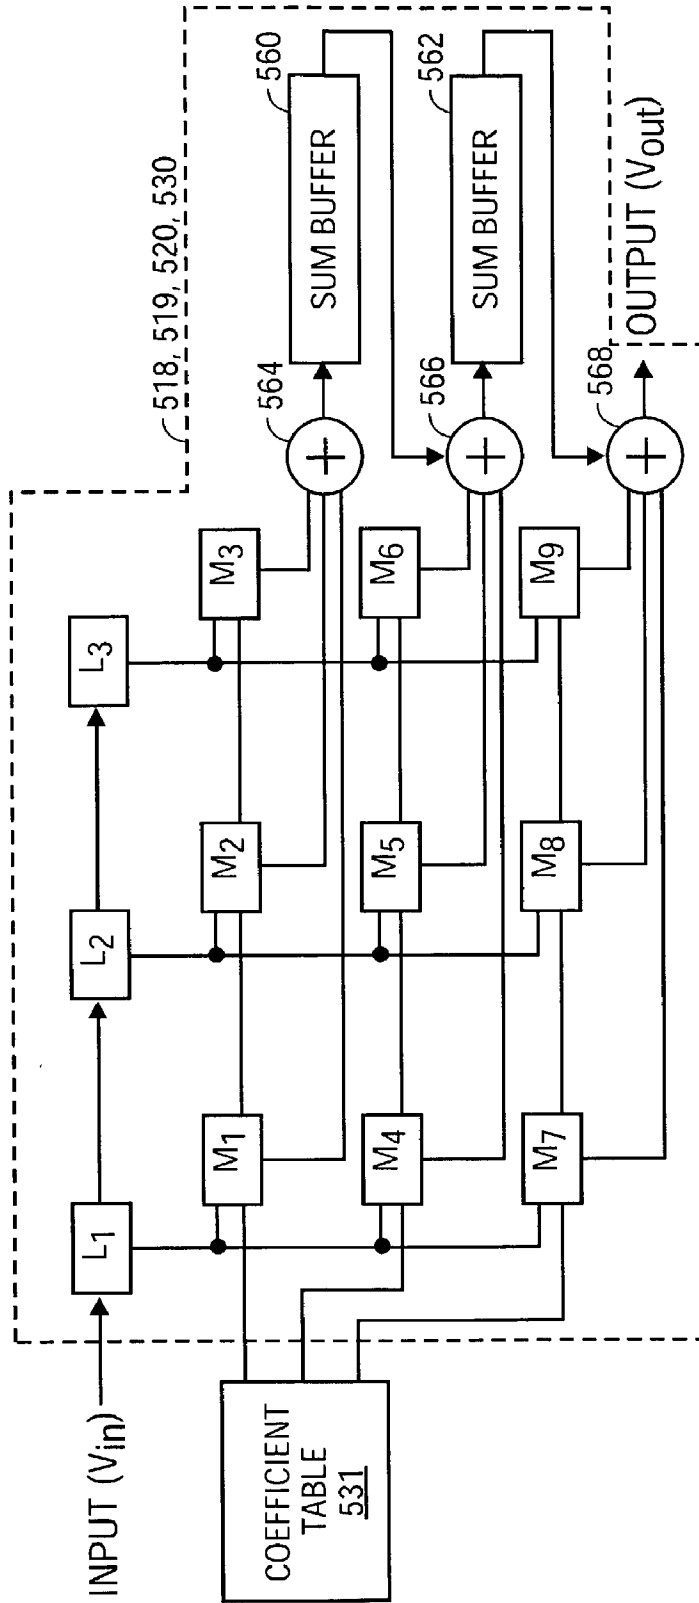 518, 519, 520, 530
INPUT (Vin)
L1
L2
L3
COEFFICIENT
TABLE
531
M1
M2
M3
564
SUM BUFFER
560
M4
M5
M6
566
SUM BUFFER
562
M7
M8
M9
568
OUTPUT (Vout)